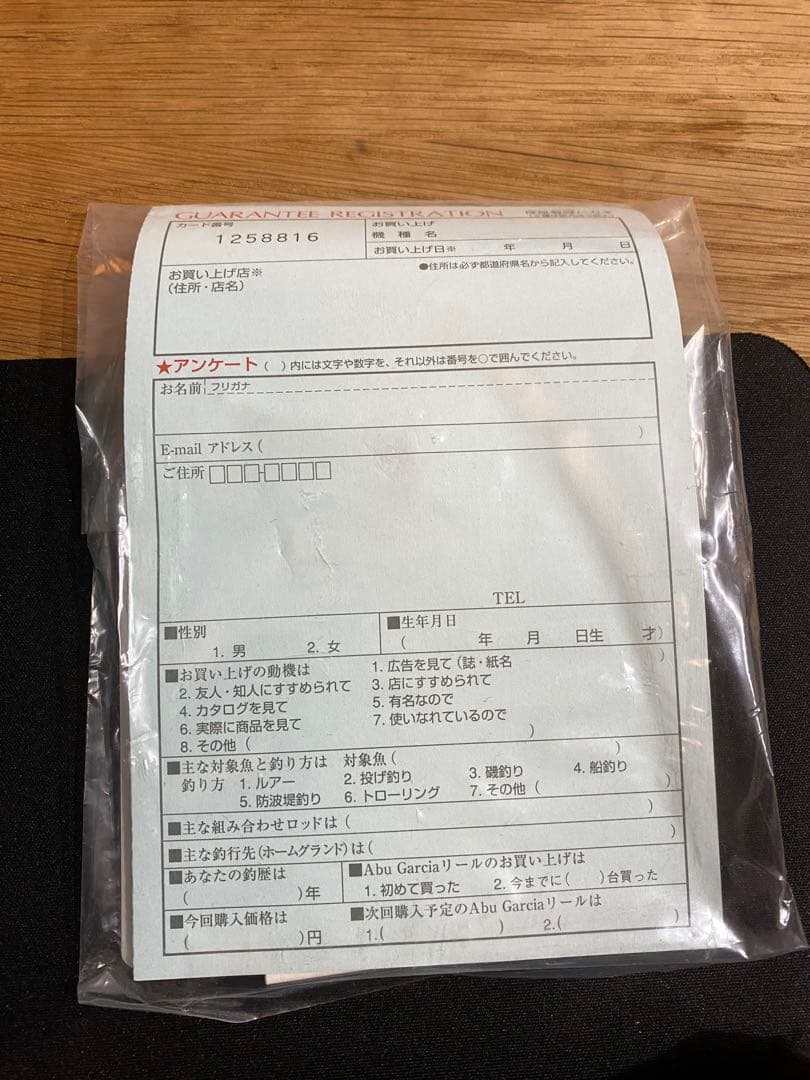 GUARANTEE REGISTRATION
カード番号
1258816
お買い上げ
機種名
お買い上げ日※ 年 月 日
お買い上げ店※
(住所・店名)
●住所は必ず都道府県名から記入してください。
★アンケート ( )内には文字や数字を、それ以外は番号を○で囲んでください。
お名前 フリガナ
E-mail アドレス( )
ご住所 □□□-□□□□
TEL
■性別
1. 男 2. 女
■生年月日
( 年 月 日生 才)
■お買い上げの動機は 1. 広告を見て (誌・紙名 )
2. 友人・知人にすすめられて 3. 店にすすめられて
4. カタログを見て 5. 有名なので
6. 実際に商品を見て 7. 使いなれているので
8. その他 ( )
■主な対象魚と釣り方は 対象魚 ( )
釣り方 1. ルアー 2. 投げ釣り 3. 磯釣り 4. 船釣り
5. 防波堤釣り 6. トローリング 7. その他 ( )
■主な組み合わせロッドは ( )
■主な釣行先(ホームグランド)は( )
■あなたの釣歴は
( )年
■Abu Garciaリールのお買い上げは
1. 初めて買った 2. 今までに( )台買った
■今回購入価格は
( )円
■次回購入予定のAbu Garciaリールは
1.( ) 2.( )